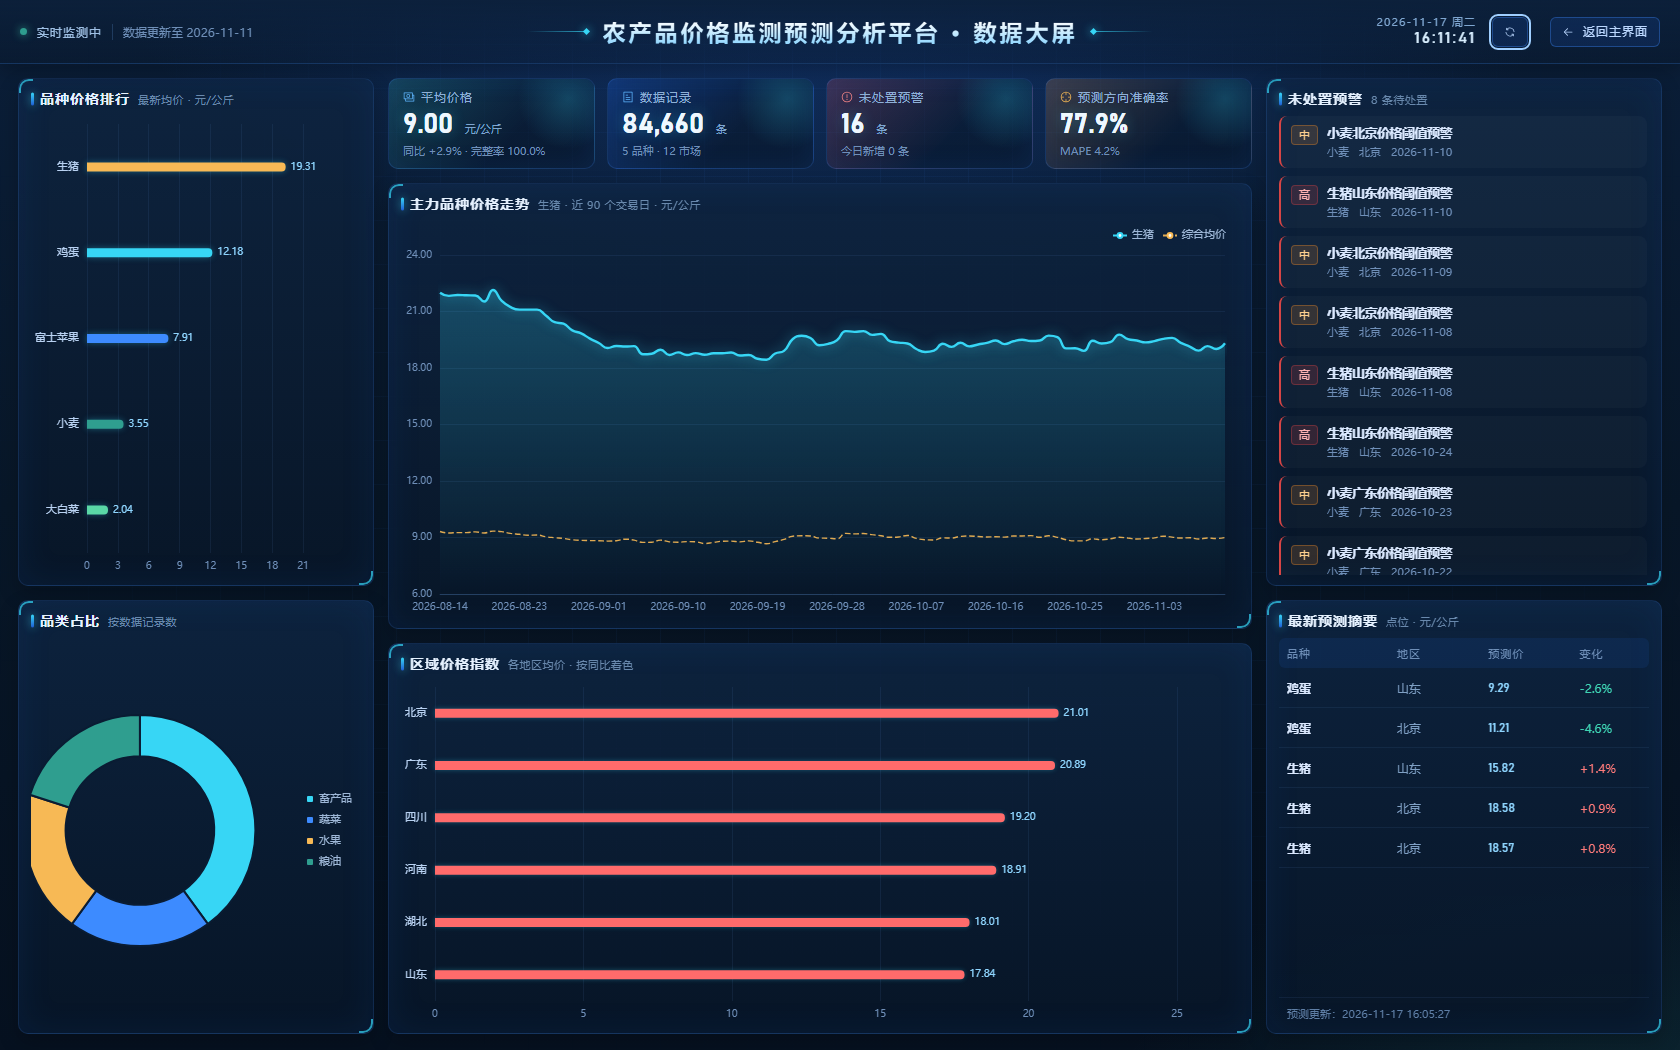 实时监测中 数据更新至 2026-11-11
农产品价格监测预测分析平台 • 数据大屏
2026-11-17 周二
16:11:41
返回主界面
品种价格排行 最新均价 · 元/公斤
生猪 19.31
鸡蛋 12.18
富士苹果 7.91
小麦 3.55
大白菜 2.04
0 3 6 9 12 15 18 21
品类占比 按数据记录数
畜产品
蔬菜
水果
粮油
平均价格
9.00 元/公斤
同比 +2.9% · 完整率 100.0%
数据记录
84,660 条
5 品种 · 12 市场
未处置预警
16 条
今日新增 0 条
预测方向准确率
77.9%
MAPE 4.2%
主力品种价格走势 生猪 · 近 90 个交易日 · 元/公斤
生猪 综合均价
24.00
21.00
18.00
15.00
12.00
9.00
6.00
2026-08-14 2026-08-23 2026-09-01 2026-09-10 2026-09-19 2026-09-28 2026-10-07 2026-10-16 2026-10-25 2026-11-03
区域价格指数 各地区均价 · 按同比着色
北京 21.01
广东 20.89
四川 19.20
河南 18.91
湖北 18.01
山东 17.84
0 5 10 15 20 25
未处置预警 8 条待处置
中 小麦北京价格阈值预警
小麦 北京 2026-11-10
高 生猪山东价格阈值预警
生猪 山东 2026-11-10
中 小麦北京价格阈值预警
小麦 北京 2026-11-09
中 小麦北京价格阈值预警
小麦 北京 2026-11-08
高 生猪山东价格阈值预警
生猪 山东 2026-11-08
高 生猪山东价格阈值预警
生猪 山东 2026-10-24
中 小麦广东价格阈值预警
小麦 广东 2026-10-23
中 小麦广东价格阈值预警
小麦 广东 2026-10-22
最新预测摘要 点位 · 元/公斤
品种 地区 预测价 变化
鸡蛋 山东 9.29 -2.6%
鸡蛋 北京 11.21 -4.6%
生猪 山东 15.82 +1.4%
生猪 北京 18.58 +0.9%
生猪 北京 18.57 +0.8%
预测更新：2026-11-17 16:05:27